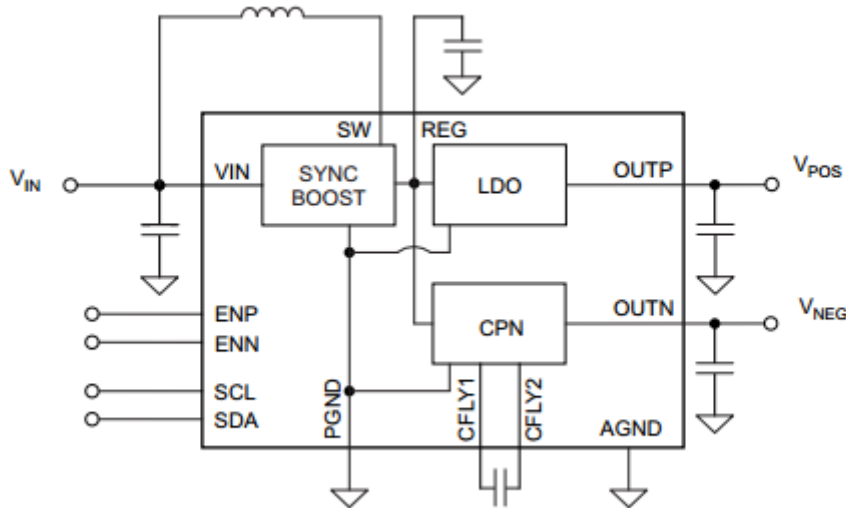 SW
REG
VIN
VIN
SYNC
BOOST
LDO
OUTP
VPOS
ENP
ENN
SCL
SDA
PGND
CPN
CFLY1
CFLY2
OUTN
VNEG
AGND